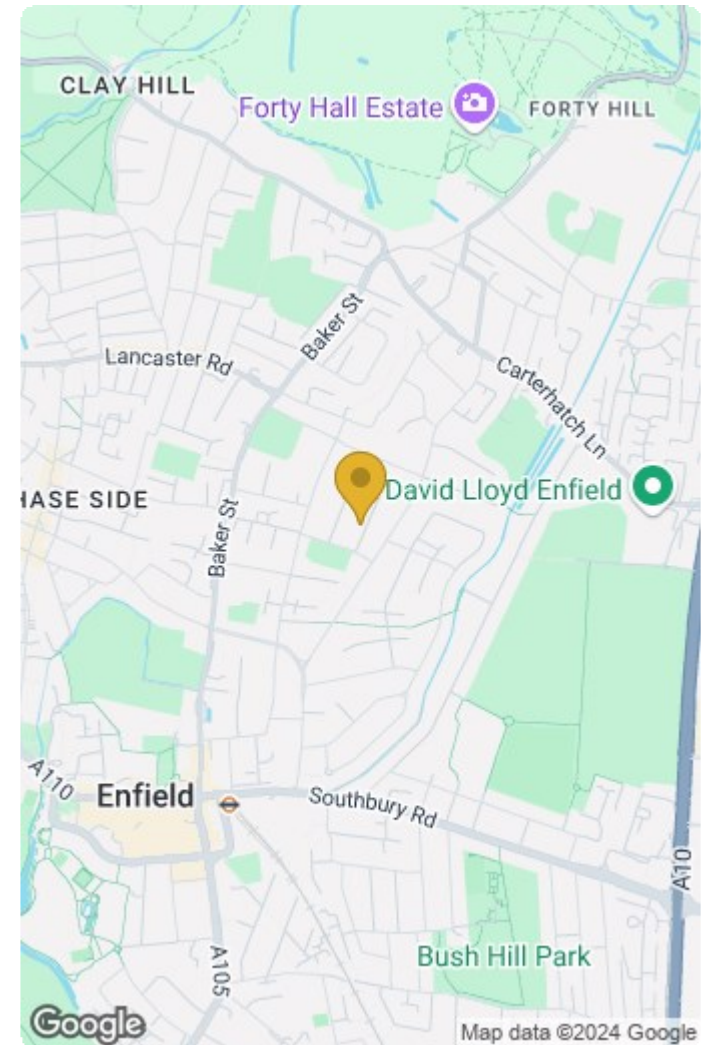 CLAY HILL
Forty Hall Estate
FORTY HILL
Baker St
Lancaster Rd
Carterhatch Ln
HASE SIDE
David Lloyd Enfield
Baker St
A110
Enfield
Southbury Rd
A10
A105
Bush Hill Park
Google
Map data ©2024 Google